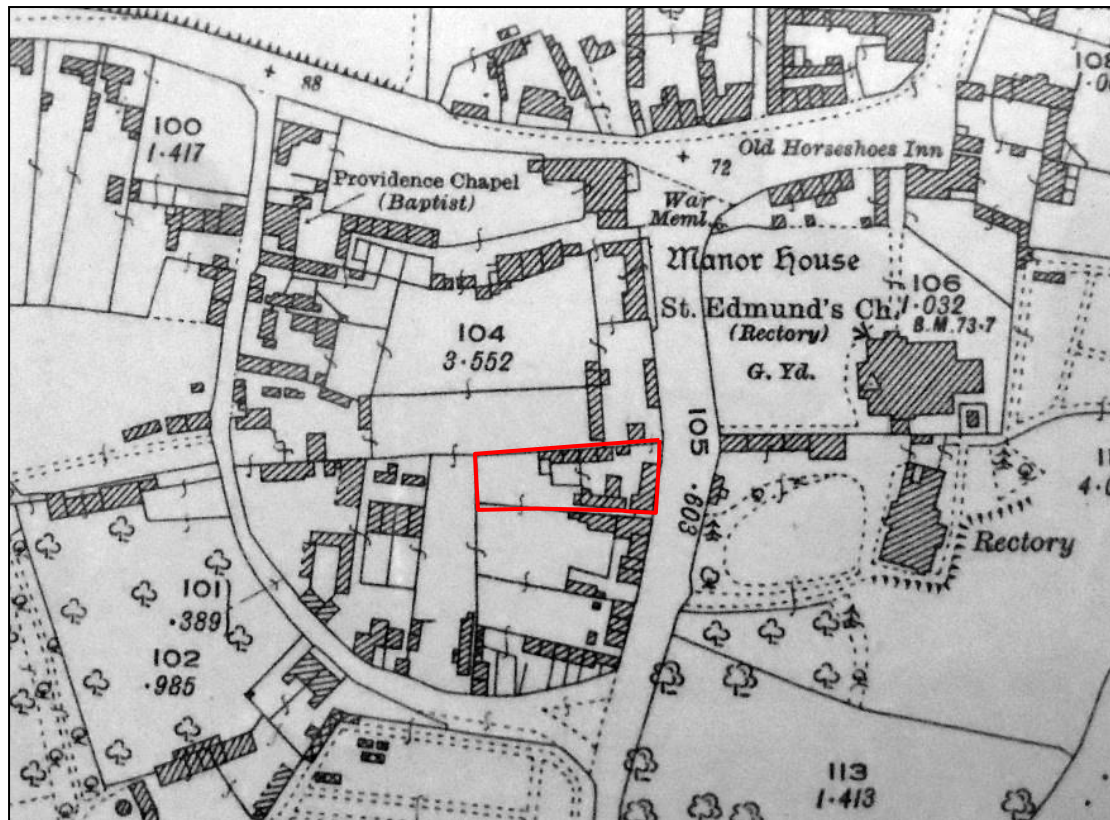 88
100
1·417
Providence Chapel
(Baptist)
108
Old Horseshoes Inn
72
War
Meml.
Manor House
St. Edmund's Ch.
(Rectory)
G. Yd.
106
1·032
B.M.73·7
104
3·552
105
·603
Rectory
101
·389
102
·985
113
1·413